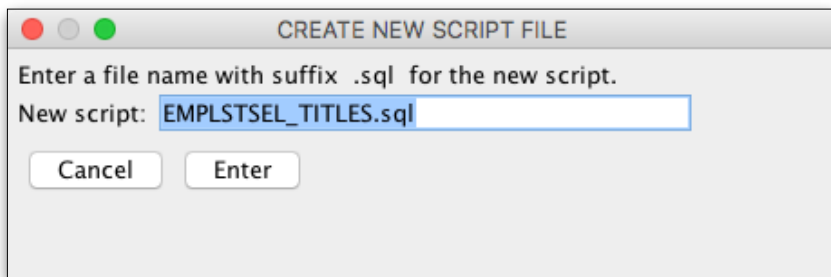 CREATE NEW SCRIPT FILE
Enter a file name with suffix  .sql  for the new script.
New script: EMPLSTSEL_TITLES.sql
Cancel Enter